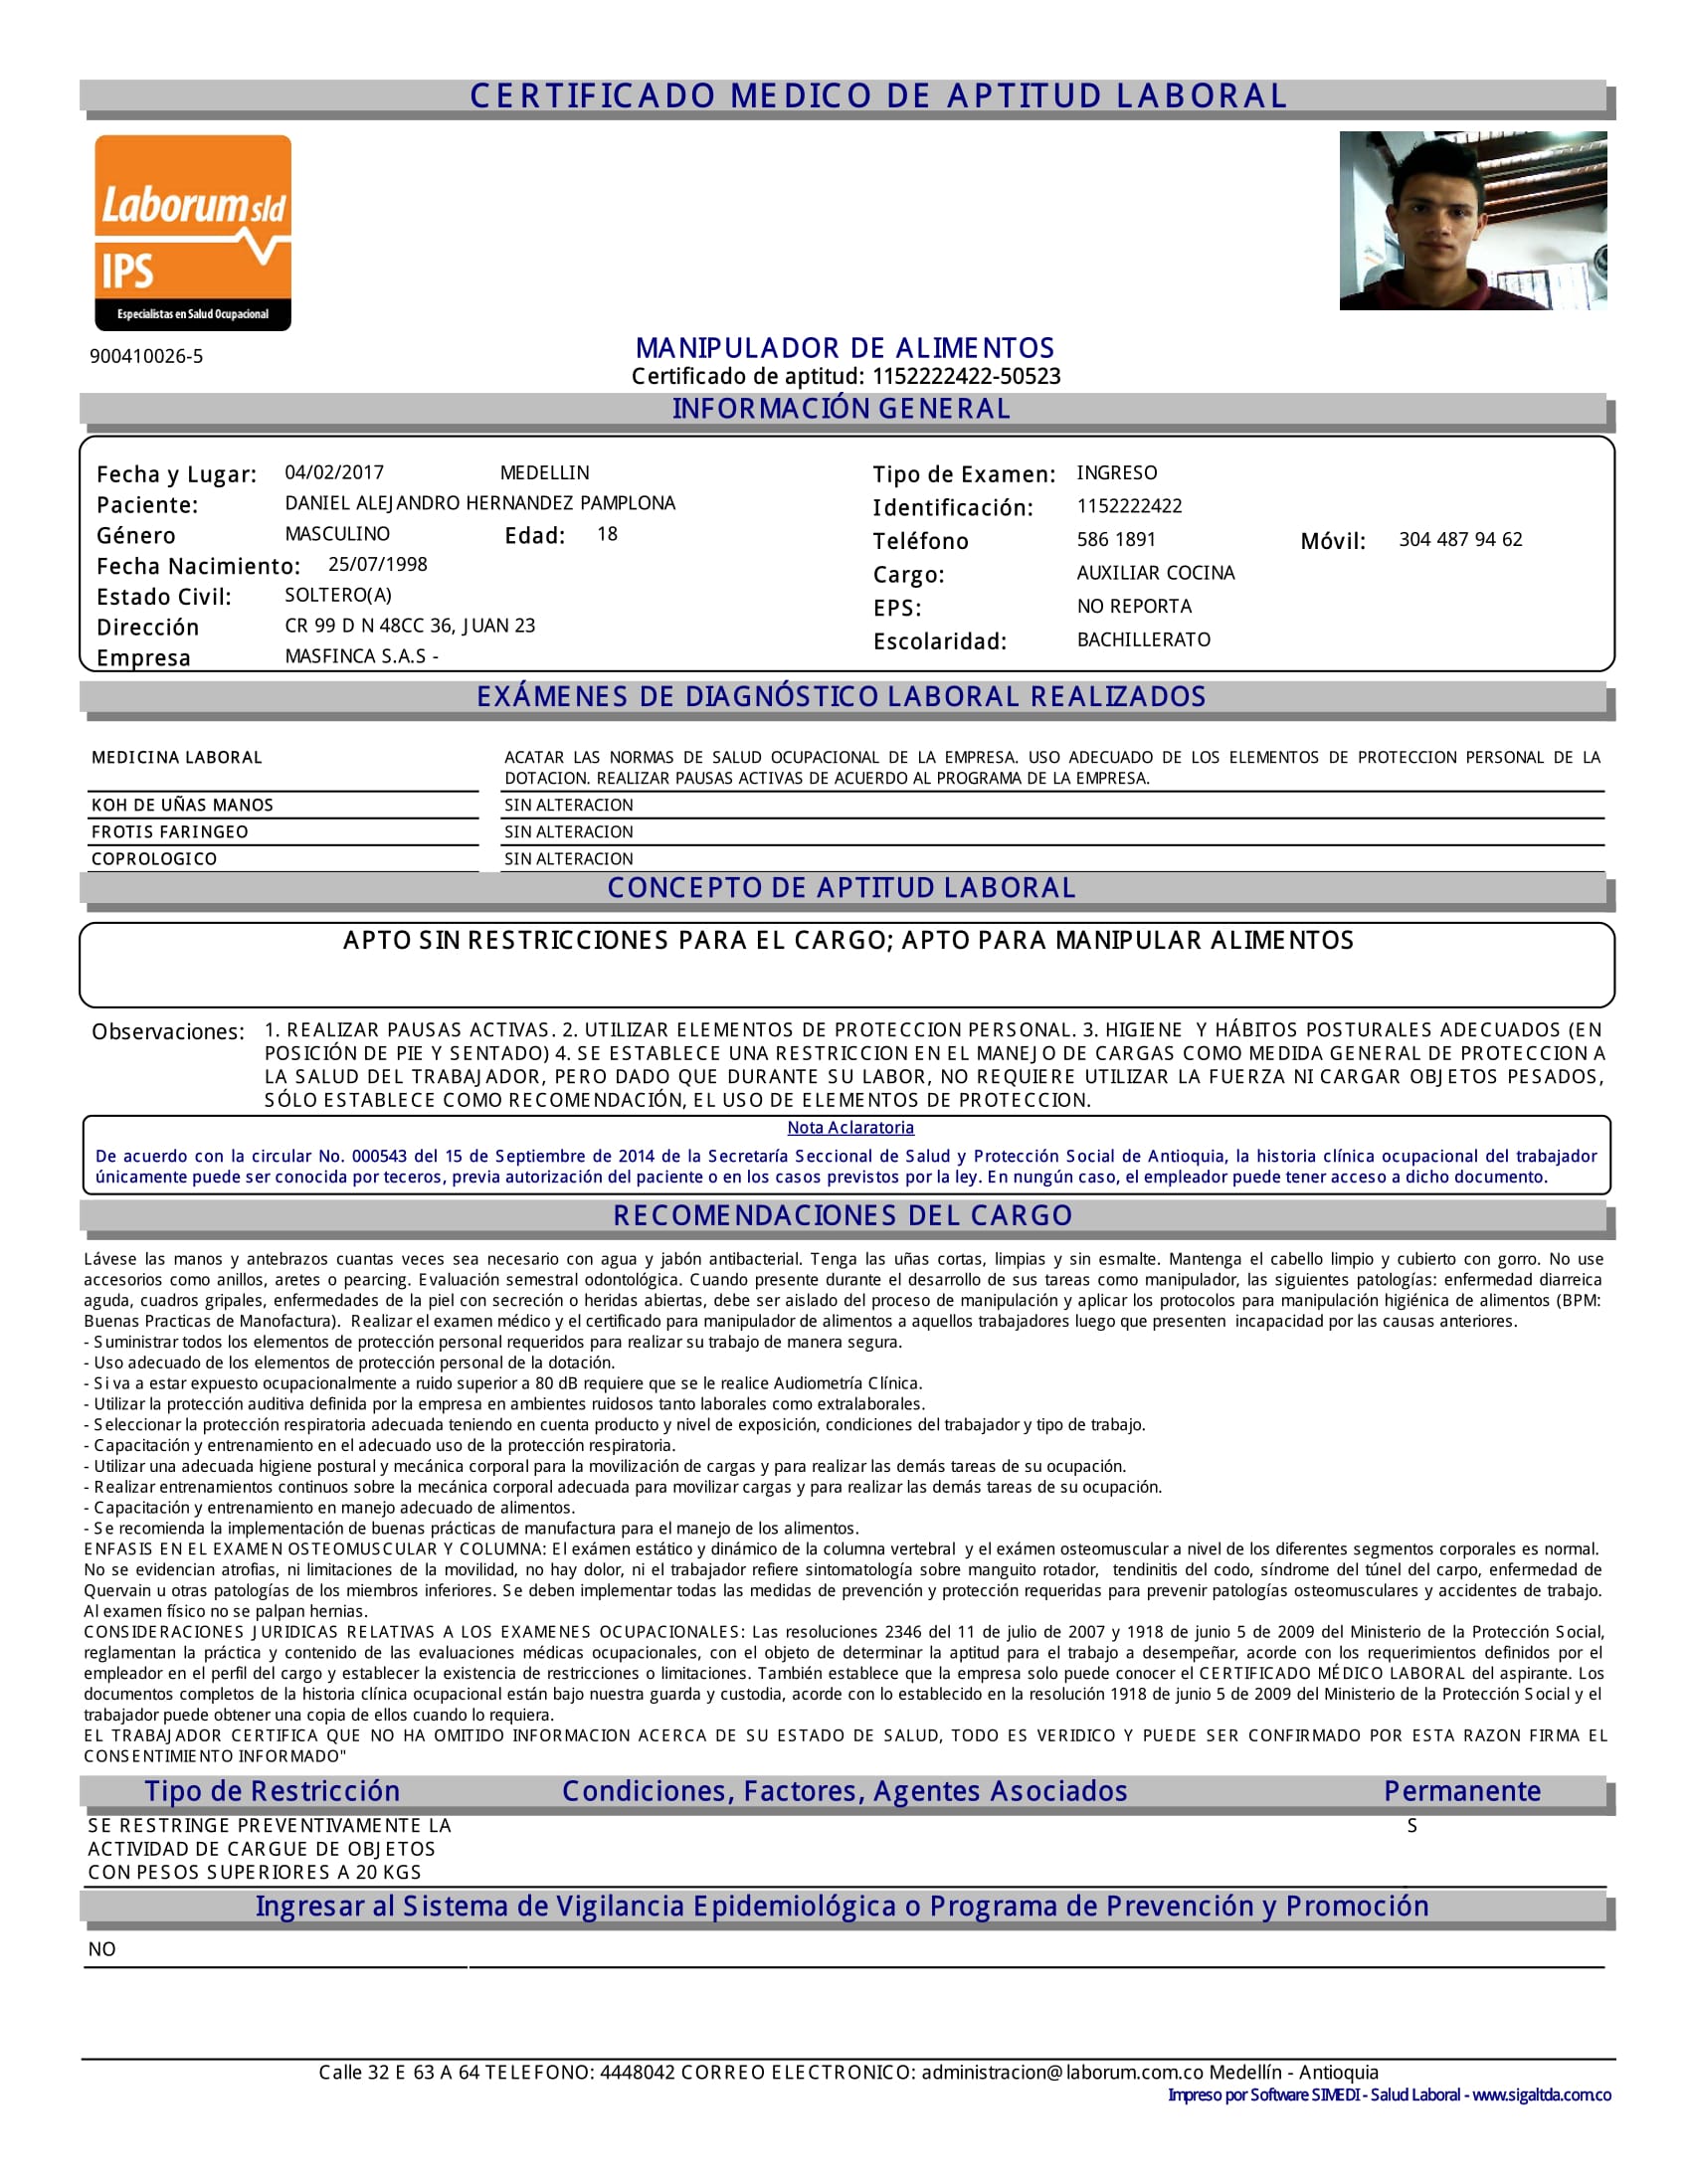 CERTIFICADO MEDICO DE APTITUD LABORAL
Laborum sld
IPS
Especialistas en Salud Ocupacional
900410026-5
MANIPULADOR DE ALIMENTOS
Certificado de aptitud: 1152222422-50523
INFORMACIÓN GENERAL
Fecha y Lugar: 04/02/2017 MEDELLIN Tipo de Examen: INGRESO
Paciente: DANIEL ALEJANDRO HERNANDEZ PAMPLONA Identificación: 1152222422
Género MASCULINO Edad: 18 Teléfono 586 1891 Móvil: 304 487 94 62
Fecha Nacimiento: 25/07/1998 Cargo: AUXILIAR COCINA
Estado Civil: SOLTERO(A) EPS: NO REPORTA
Dirección CR 99 D N 48CC 36, JUAN 23 Escolaridad: BACHILLERATO
Empresa MASFINCA S.A.S -
EXÁMENES DE DIAGNÓSTICO LABORAL REALIZADOS
MEDICINA LABORAL ACATAR LAS NORMAS DE SALUD OCUPACIONAL DE LA EMPRESA. USO ADECUADO DE LOS ELEMENTOS DE PROTECCION PERSONAL DE LA
DOTACION. REALIZAR PAUSAS ACTIVAS DE ACUERDO AL PROGRAMA DE LA EMPRESA.
KOH DE UÑAS MANOS SIN ALTERACION
FROTIS FARINGEO SIN ALTERACION
COPROLOGICO SIN ALTERACION
CONCEPTO DE APTITUD LABORAL
APTO SIN RESTRICCIONES PARA EL CARGO; APTO PARA MANIPULAR ALIMENTOS
Observaciones: 1. REALIZAR PAUSAS ACTIVAS. 2. UTILIZAR ELEMENTOS DE PROTECCION PERSONAL. 3. HIGIENE Y HÁBITOS POSTURALES ADECUADOS (EN
POSICIÓN DE PIE Y SENTADO) 4. SE ESTABLECE UNA RESTRICCION EN EL MANEJO DE CARGAS COMO MEDIDA GENERAL DE PROTECCION A
LA SALUD DEL TRABAJADOR, PERO DADO QUE DURANTE SU LABOR, NO REQUIERE UTILIZAR LA FUERZA NI CARGAR OBJETOS PESADOS,
SÓLO ESTABLECE COMO RECOMENDACIÓN, EL USO DE ELEMENTOS DE PROTECCION.
Nota Aclaratoria
De acuerdo con la circular No. 000543 del 15 de Septiembre de 2014 de la Secretaría Seccional de Salud y Protección Social de Antioquia, la historia clínica ocupacional del trabajador
únicamente puede ser conocida por teceros, previa autorización del paciente o en los casos previstos por la ley. En nungún caso, el empleador puede tener acceso a dicho documento.
RECOMENDACIONES DEL CARGO
Lávese las manos y antebrazos cuantas veces sea necesario con agua y jabón antibacterial. Tenga las uñas cortas, limpias y sin esmalte. Mantenga el cabello limpio y cubierto con gorro. No use
accesorios como anillos, aretes o pearcing. Evaluación semestral odontológica. Cuando presente durante el desarrollo de sus tareas como manipulador, las siguientes patologías: enfermedad diarreica
aguda, cuadros gripales, enfermedades de la piel con secreción o heridas abiertas, debe ser aislado del proceso de manipulación y aplicar los protocolos para manipulación higiénica de alimentos (BPM:
Buenas Practicas de Manofactura). Realizar el examen médico y el certificado para manipulador de alimentos a aquellos trabajadores luego que presenten incapacidad por las causas anteriores.
- Suministrar todos los elementos de protección personal requeridos para realizar su trabajo de manera segura.
- Uso adecuado de los elementos de protección personal de la dotación.
- Si va a estar expuesto ocupacionalmente a ruido superior a 80 dB requiere que se le realice Audiometría Clínica.
- Utilizar la protección auditiva definida por la empresa en ambientes ruidosos tanto laborales como extralaborales.
- Seleccionar la protección respiratoria adecuada teniendo en cuenta producto y nivel de exposición, condiciones del trabajador y tipo de trabajo.
- Capacitación y entrenamiento en el adecuado uso de la protección respiratoria.
- Utilizar una adecuada higiene postural y mecánica corporal para la movilización de cargas y para realizar las demás tareas de su ocupación.
- Realizar entrenamientos continuos sobre la mecánica corporal adecuada para movilizar cargas y para realizar las demás tareas de su ocupación.
- Capacitación y entrenamiento en manejo adecuado de alimentos.
- Se recomienda la implementación de buenas prácticas de manufactura para el manejo de los alimentos.
ENFASIS EN EL EXAMEN OSTEOMUSCULAR Y COLUMNA: El exámen estático y dinámico de la columna vertebral y el exámen osteomuscular a nivel de los diferentes segmentos corporales es normal.
No se evidencian atrofias, ni limitaciones de la movilidad, no hay dolor, ni el trabajador refiere sintomatología sobre manguito rotador, tendinitis del codo, síndrome del túnel del carpo, enfermedad de
Quervain u otras patologías de los miembros inferiores. Se deben implementar todas las medidas de prevención y protección requeridas para prevenir patologías osteomusculares y accidentes de trabajo.
Al examen físico no se palpan hernias.
CONSIDERACIONES JURIDICAS RELATIVAS A LOS EXAMENES OCUPACIONALES: Las resoluciones 2346 del 11 de julio de 2007 y 1918 de junio 5 de 2009 del Ministerio de la Protección Social,
reglamentan la práctica y contenido de las evaluaciones médicas ocupacionales, con el objeto de determinar la aptitud para el trabajo a desempeñar, acorde con los requerimientos definidos por el
empleador en el perfil del cargo y establecer la existencia de restricciones o limitaciones. También establece que la empresa solo puede conocer el CERTIFICADO MÉDICO LABORAL del aspirante. Los
documentos completos de la historia clínica ocupacional están bajo nuestra guarda y custodia, acorde con lo establecido en la resolución 1918 de junio 5 de 2009 del Ministerio de la Protección Social y el
trabajador puede obtener una copia de ellos cuando lo requiera.
EL TRABAJADOR CERTIFICA QUE NO HA OMITIDO INFORMACION ACERCA DE SU ESTADO DE SALUD, TODO ES VERIDICO Y PUEDE SER CONFIRMADO POR ESTA RAZON FIRMA EL
CONSENTIMIENTO INFORMADO"
Tipo de Restricción Condiciones, Factores, Agentes Asociados Permanente
SE RESTRINGE PREVENTIVAMENTE LA S
ACTIVIDAD DE CARGUE DE OBJETOS
CON PESOS SUPERIORES A 20 KGS
Ingresar al Sistema de Vigilancia Epidemiológica o Programa de Prevención y Promoción
NO
Calle 32 E 63 A 64 TELEFONO: 4448042 CORREO ELECTRONICO: administracion@laborum.com.co Medellín - Antioquia
Impreso por Software SIMEDI - Salud Laboral - www.sigaltda.com.co